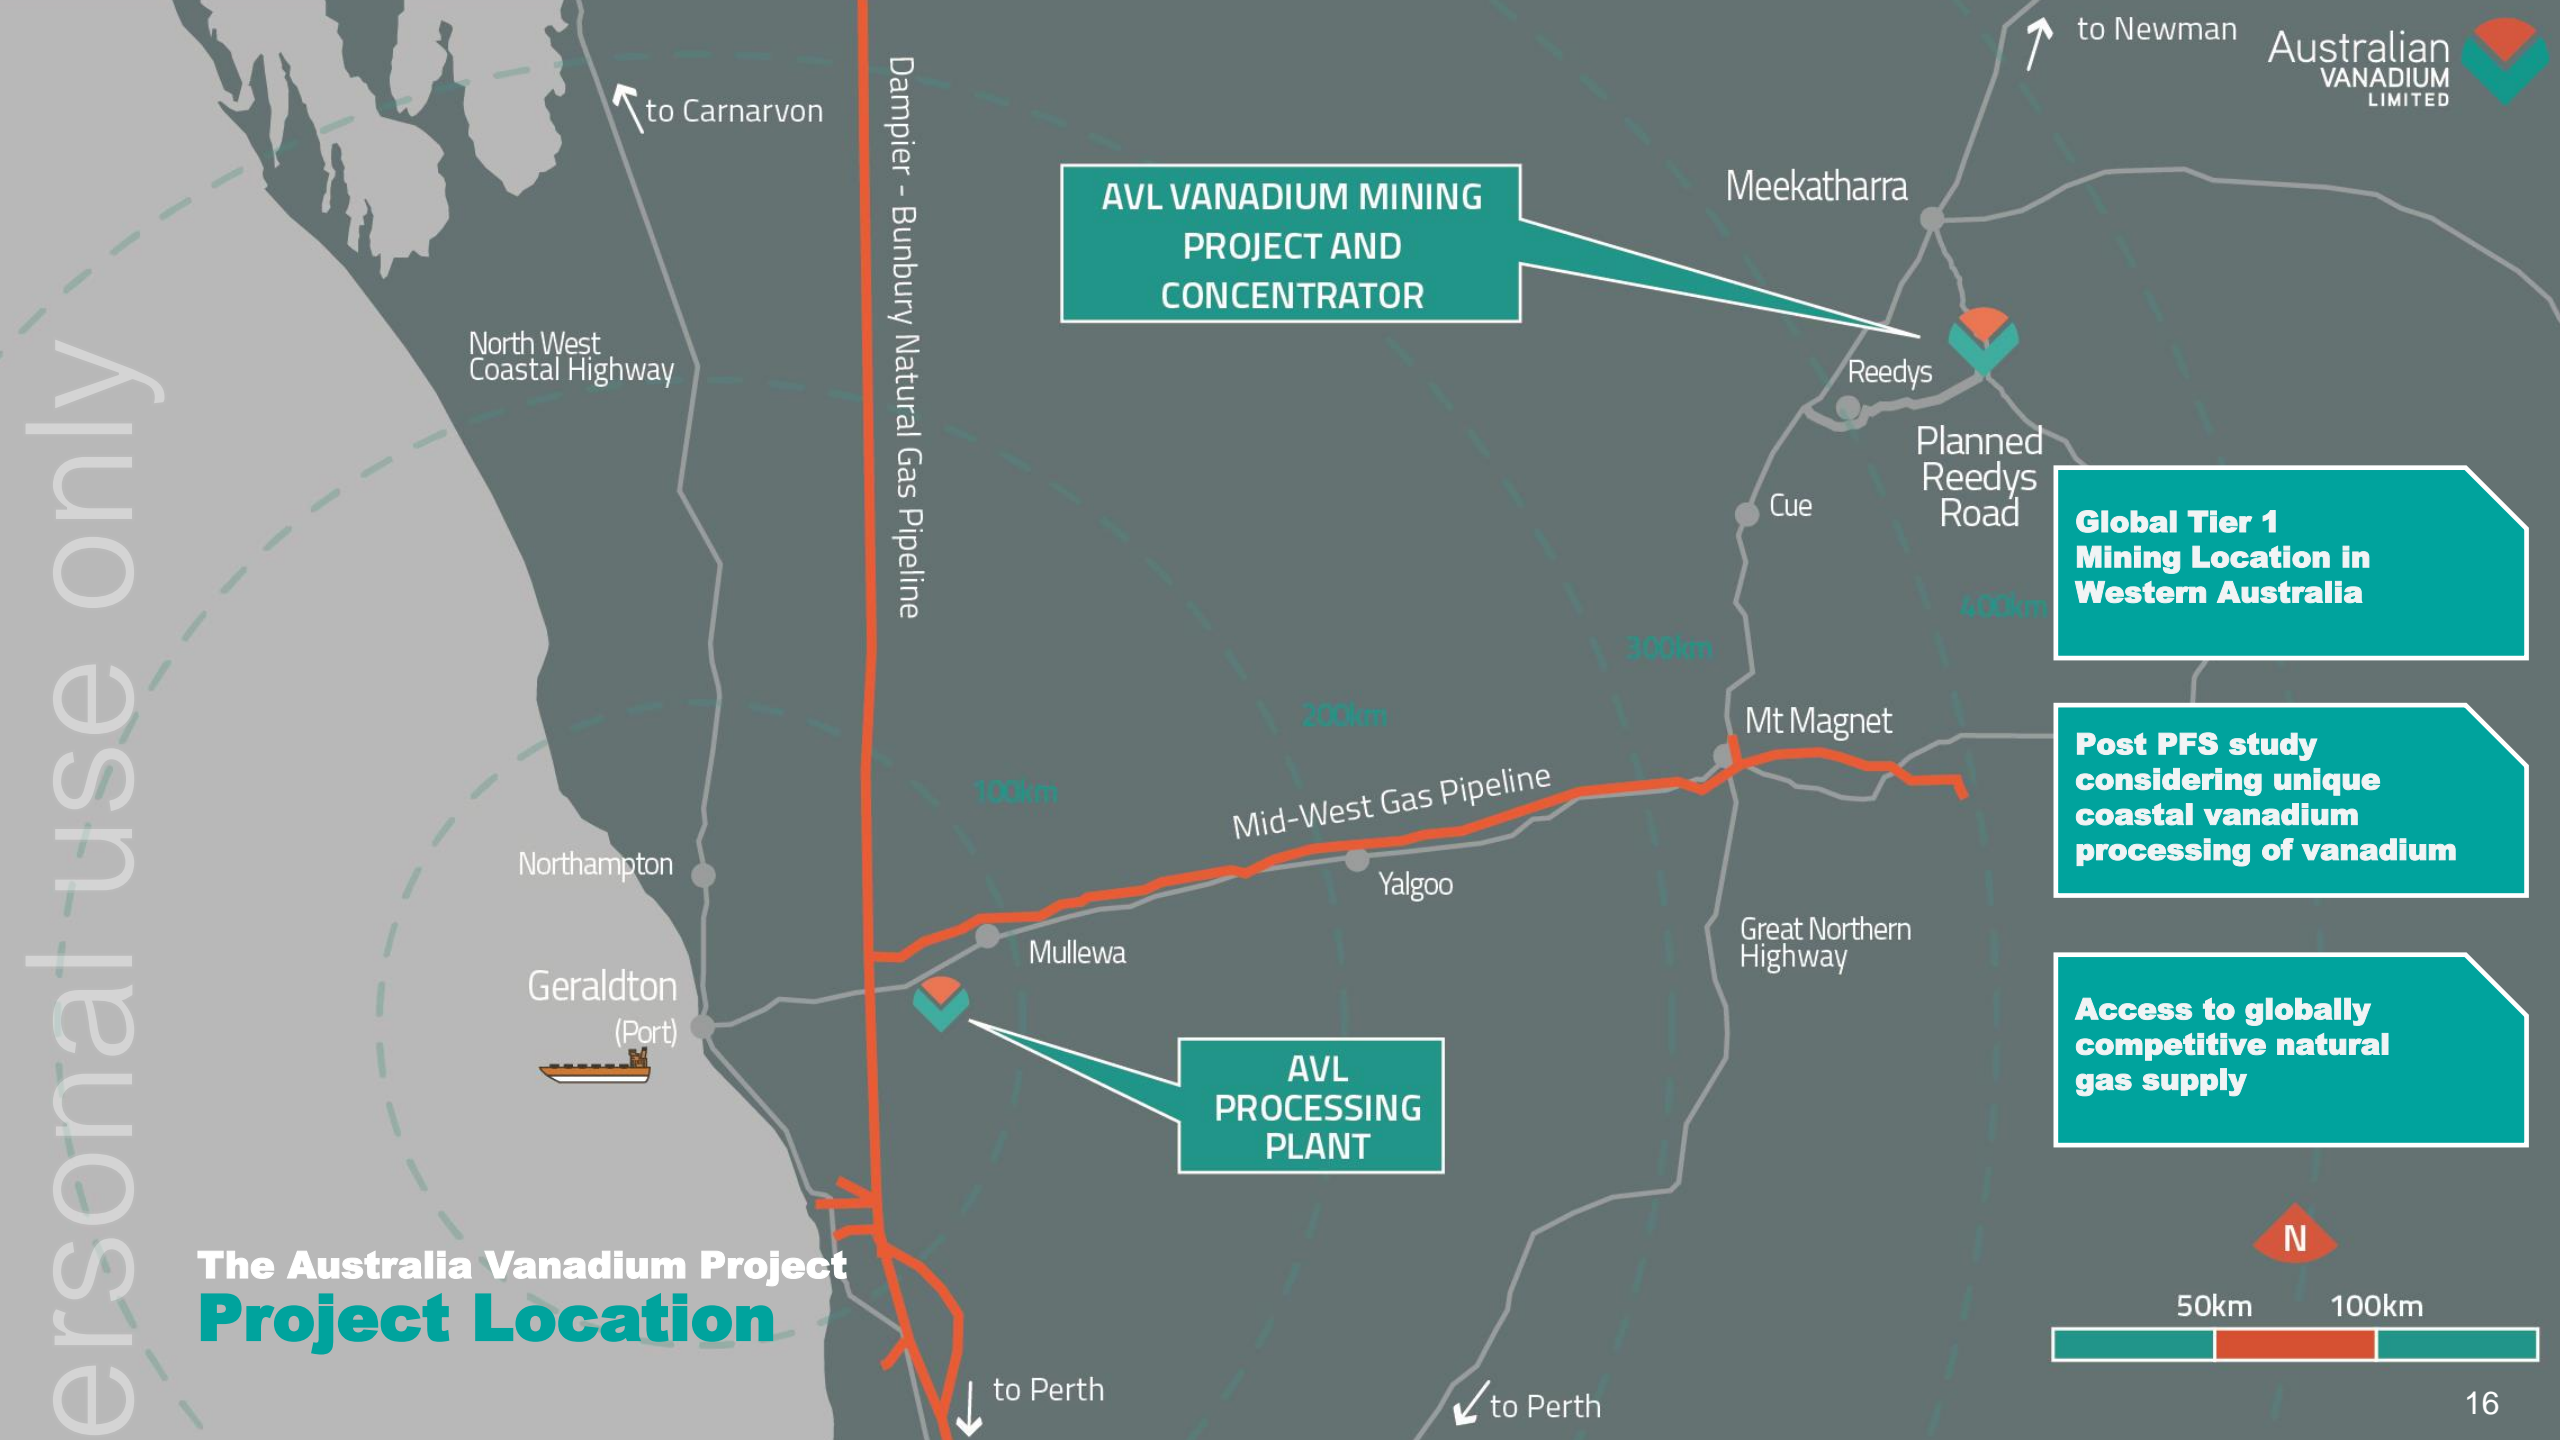 to Newman
Australian
VANADIUM
LIMITED
to Carnarvon
Dampier - Bunbury Natural Gas Pipeline
AVL VANADIUM MINING
PROJECT AND
CONCENTRATOR
Meekatharra
North West
Coastal Highway
Reedys
Planned
Reedys
Road
Cue
Global Tier 1
Mining Location in
Western Australia
400km
300km
200km
100km
Mt Magnet
Post PFS study
considering unique
coastal vanadium
processing of vanadium
Mid-West Gas Pipeline
Northampton
Yalgoo
Mullewa
Great Northern
Highway
Geraldton
(Port)
Access to globally
competitive natural
gas supply
AVL
PROCESSING
PLANT
N
50km 100km
The Australia Vanadium Project
Project Location
to Perth
to Perth
16
ersonal use only